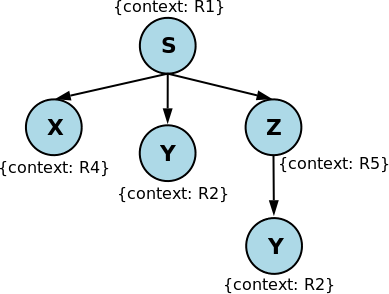 {context: R1}
S
X
Y
Z
{context: R4}
{context: R2}
{context: R5}
Y
{context: R2}